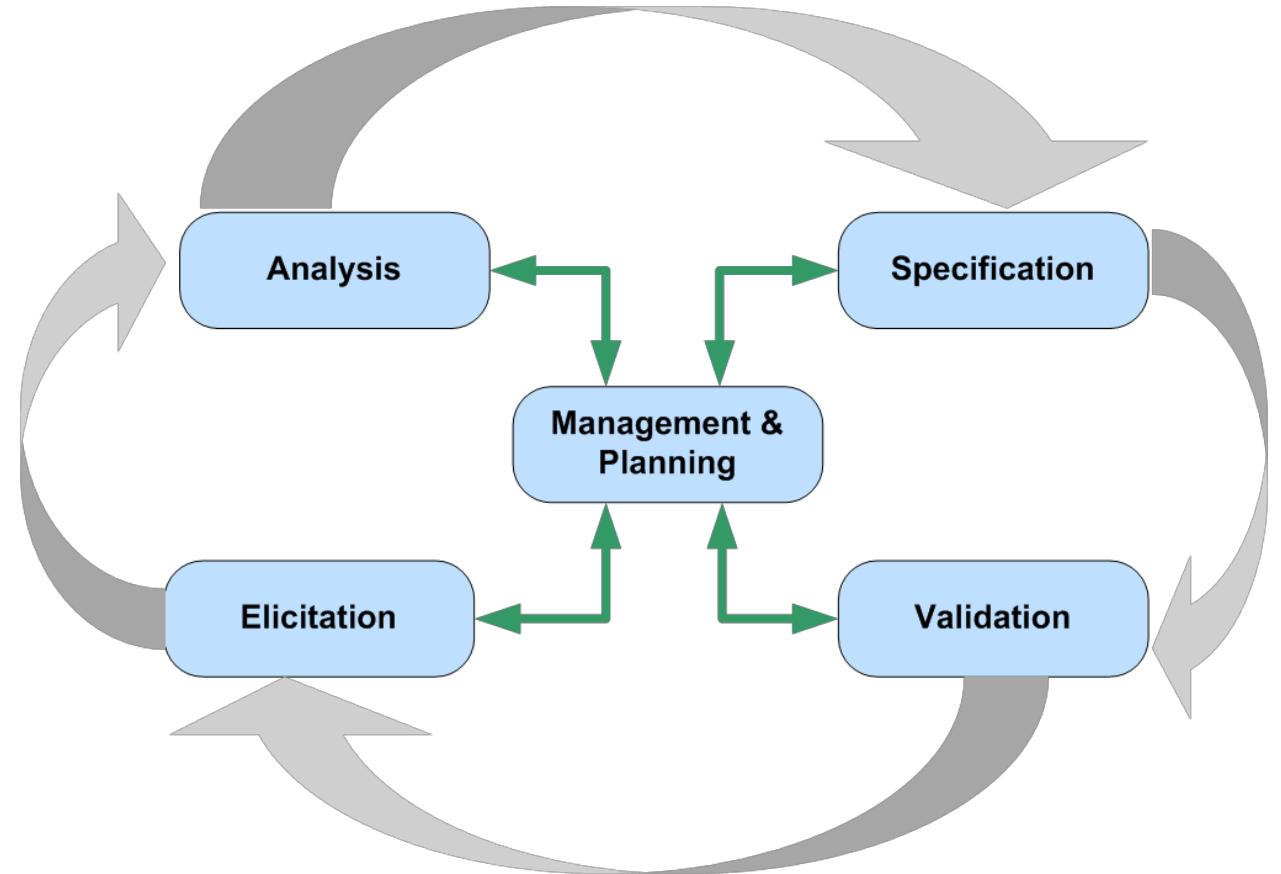 Analysis
Specification
Management &
Planning
Elicitation
Validation